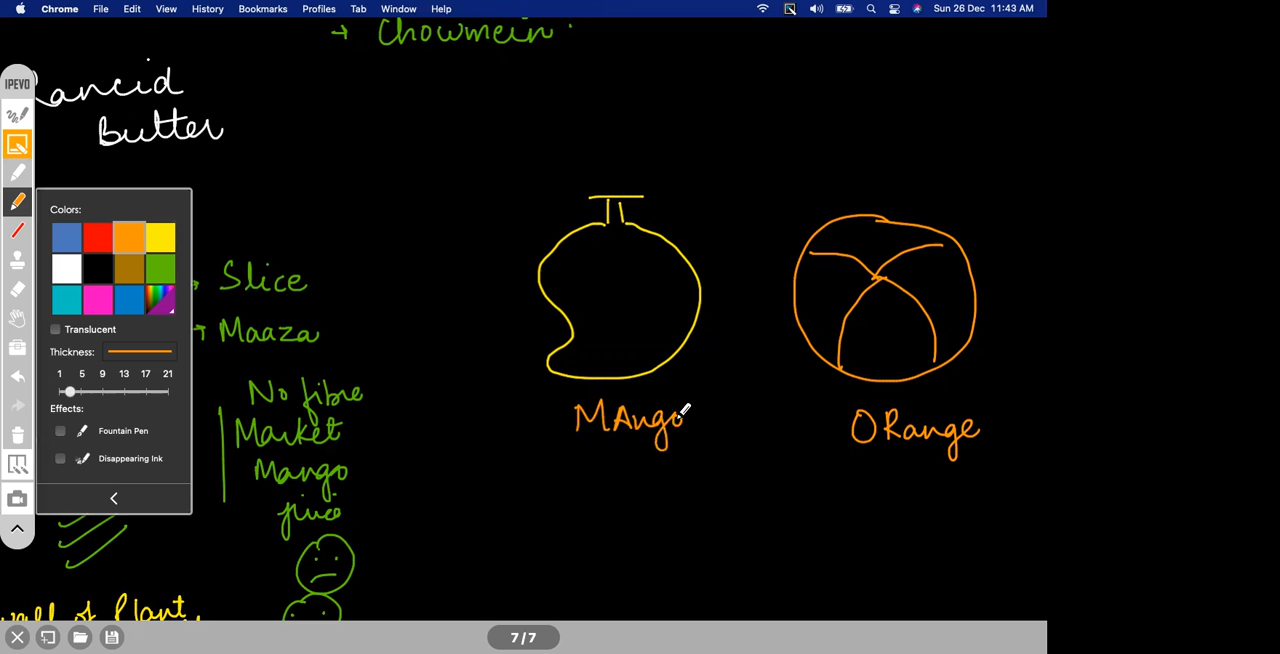 Chrome File Edit View History Bookmarks Profiles Tab Window Help Sun 26 Dec 11:43 AM
→ Chowmein
Rancid
Butter
IPEVO
Colors:
→ Slice
Translucent
→ Maaza
Thickness:
1 5 9 13 17 21
Effects:
Fountain Pen
Disappearing Ink
No fibre
Market
Mango
juice
MAngo
ORange
of Plant
7/7